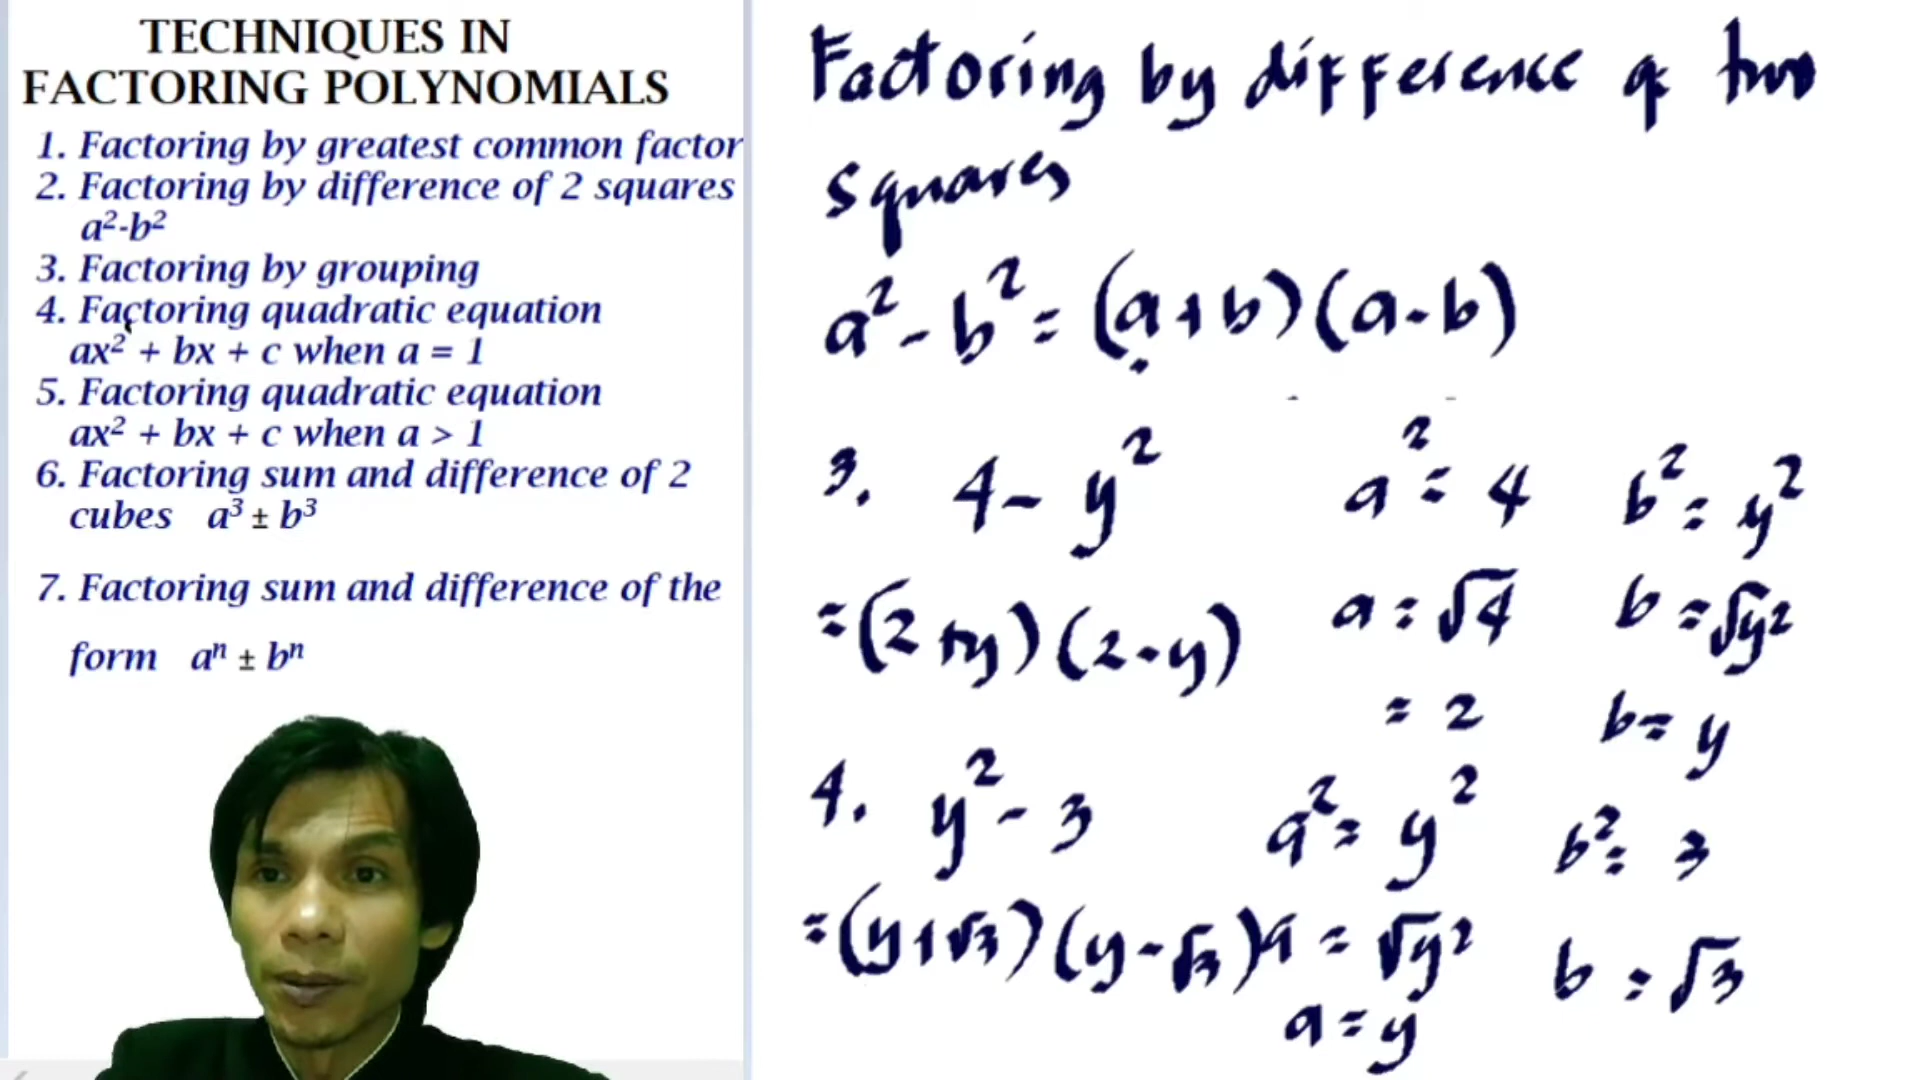 TECHNIQUES IN
FACTORING POLYNOMIALS
1. Factoring by greatest common factor
2. Factoring by difference of 2 squares
a²-b²
3. Factoring by grouping
4. Factoring quadratic equation
ax² + bx + c when a = 1
5. Factoring quadratic equation
ax² + bx + c when a > 1
6. Factoring sum and difference of 2
cubes a³ ± b³
7. Factoring sum and difference of the
form aⁿ ± bⁿ
Factoring by difference of two
squares
a² - b² = (a+b)(a-b)
3. 4 - y² a² = 4 b² = y²
= (2+y)(2-y) a = √4 b = √y²
= 2 b = y
4. y² - 3 a² = y² b² = 3
= (y+√3)(y-√3) a = √y² b = √3
a = y